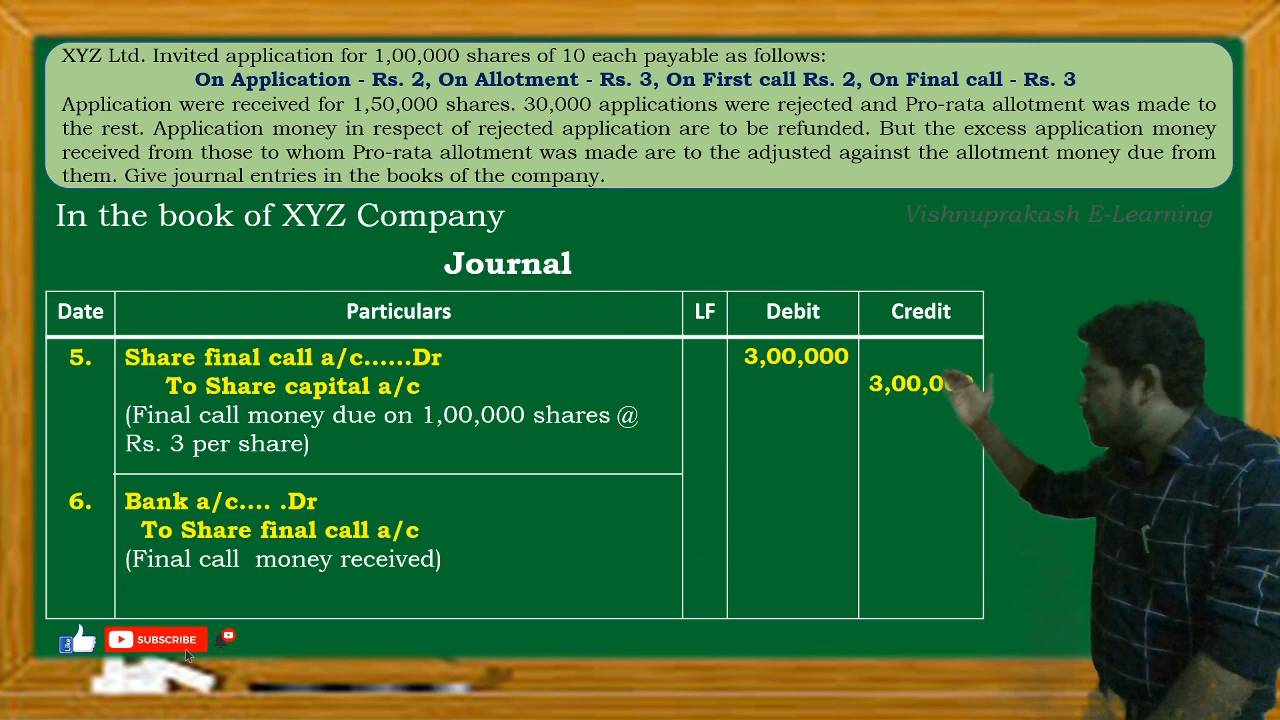 XYZ Ltd. Invited application for 1,00,000 shares of 10 each payable as follows:
On Application - Rs. 2, On Allotment - Rs. 3, On First call Rs. 2, On Final call - Rs. 3
Application were received for 1,50,000 shares. 30,000 applications were rejected and Pro-rata allotment was made to
the rest. Application money in respect of rejected application are to be refunded. But the excess application money
received from those to whom Pro-rata allotment was made are to the adjusted against the allotment money due from
them. Give journal entries in the books of the company.
In the book of XYZ Company
Vishnuprakash E-Learning
Journal
Date Particulars LF Debit Credit
5. Share final call a/c......Dr 3,00,000
To Share capital a/c
(Final call money due on 1,00,000 shares @
Rs. 3 per share)
6. Bank a/c.... .Dr
To Share final call a/c
(Final call money received)
Like
SUBSCRIBE